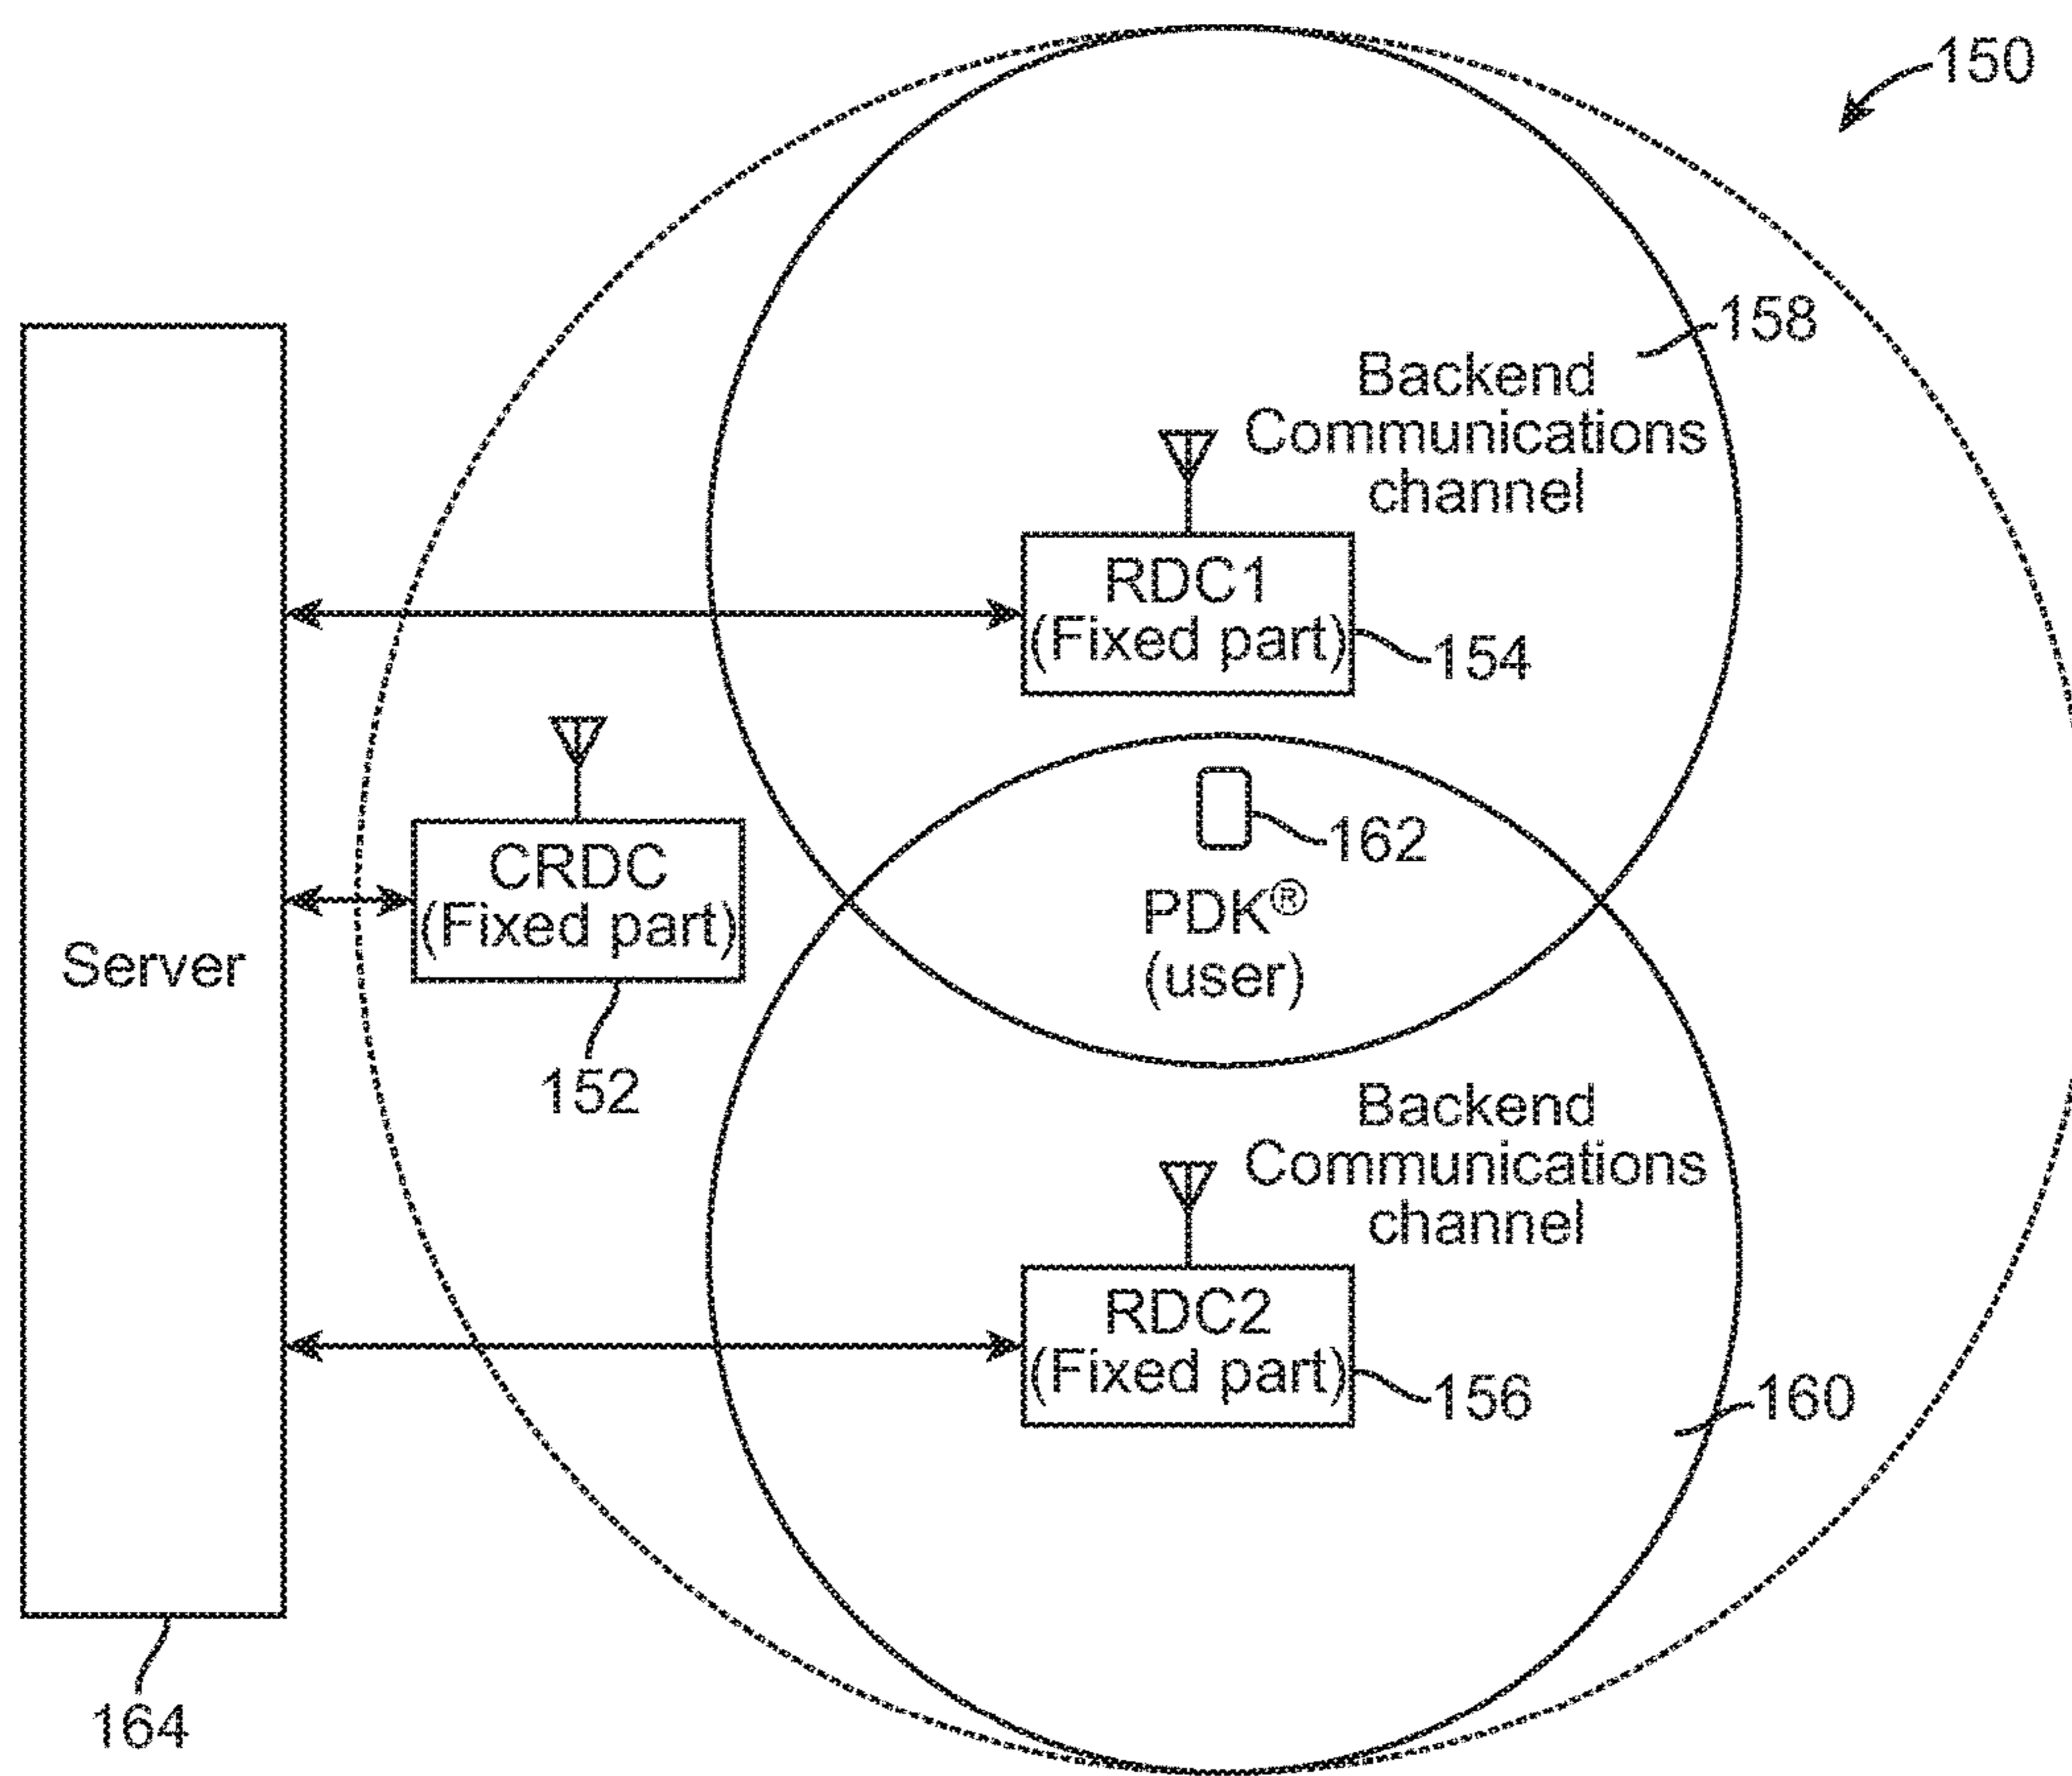 150
158
Backend
Communications
channel
RDC1
(Fixed part)
154
162
CRDC
(Fixed part)
PDK®
(user)
Server
152
Backend
Communications
channel
RDC2
(Fixed part)
156
160
164